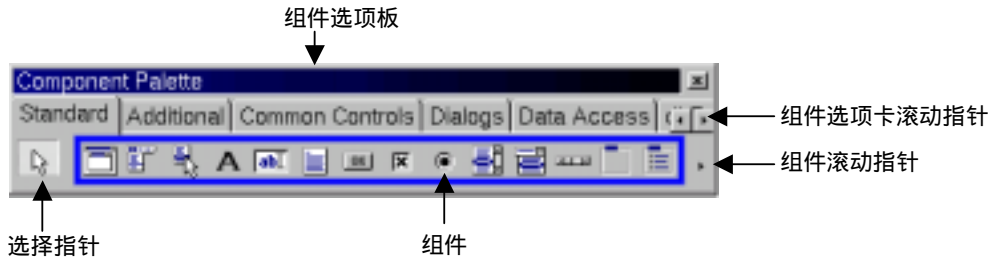 组件选项板
Component Palette
Standard Additional Common Controls Dialogs Data Access
组件选项卡滚动指针
组件滚动指针
选择指针
组件